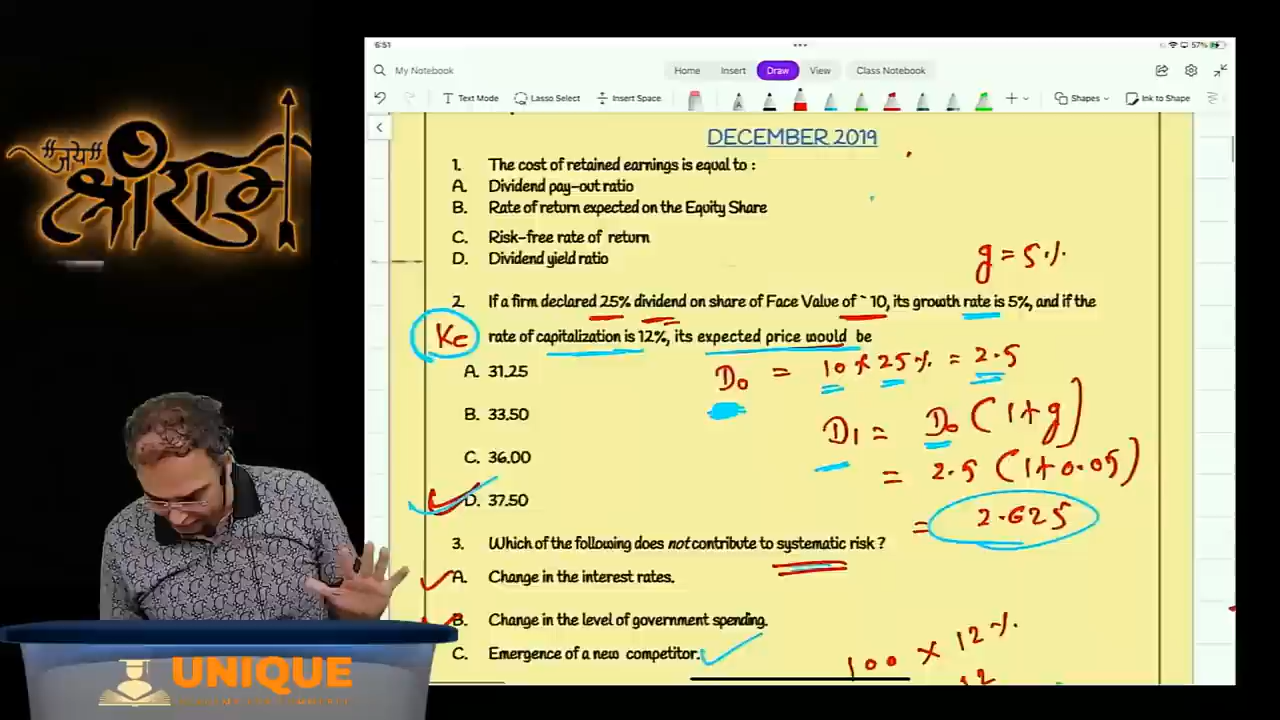 6:51
57%
My Notebook
Home Insert Draw View Class Notebook
Text Mode Lasso Select Insert Space Shapes Ink to Shape
"जय" श्रीराम
DECEMBER 2019
1. The cost of retained earnings is equal to :
A. Dividend pay-out ratio
B. Rate of return expected on the Equity Share
C. Risk-free rate of return
D. Dividend yield ratio
g = 5%
2. If a firm declared 25% dividend on share of Face Value of ` 10, its growth rate is 5%, and if the
Ke rate of capitalization is 12%, its expected price would be
A. 31.25
D₀ = 10 × 25% = 2.5
B. 33.50
D₁ = D₀ (1+g)
C. 36.00
= 2.5 (1+0.05)
D. 37.50
= 2.625
3. Which of the following does not contribute to systematic risk ?
A. Change in the interest rates.
B. Change in the level of government spending.
C. Emergence of a new competitor.
100 × 12%
12
UNIQUE